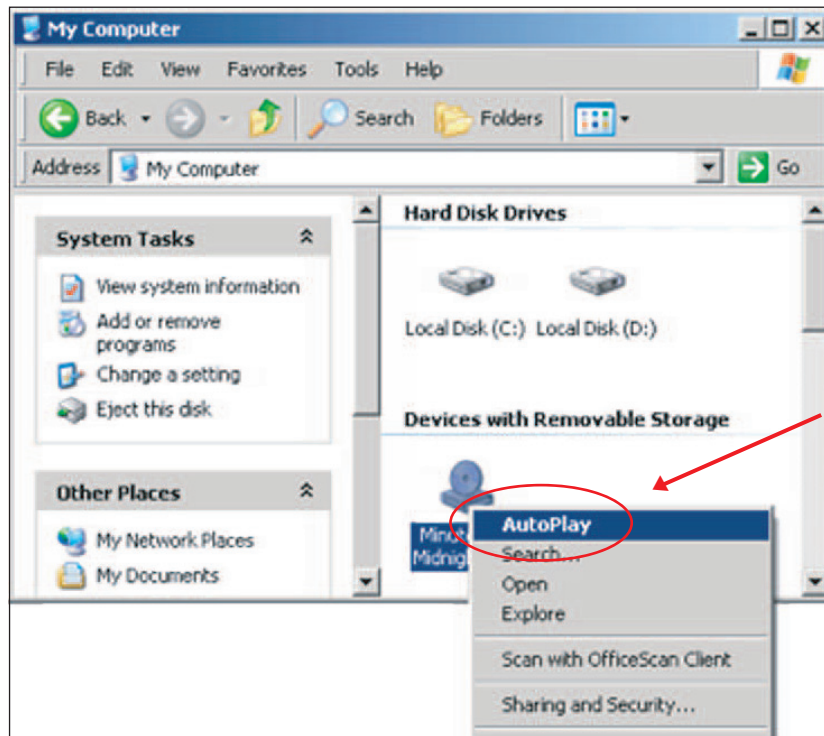 My Computer
File Edit View Favorites Tools Help
Back Search Folders
Address My Computer Go
System Tasks
View system information
Add or remove
programs
Change a setting
Eject this disk
Other Places
My Network Places
My Documents
Hard Disk Drives
Local Disk (C:) Local Disk (D:)
Devices with Removable Storage
AutoPlay
Search...
Open
Explore
Scan with OfficeScan Client
Sharing and Security...